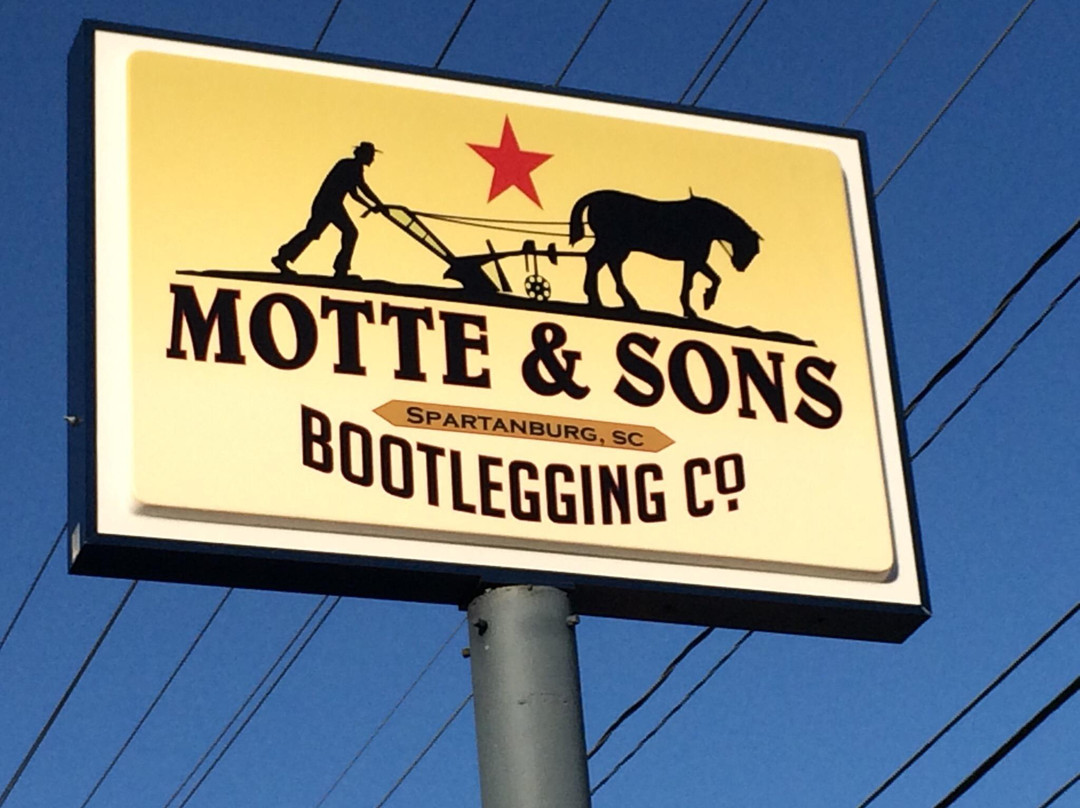 MOTTE & SONS
SPARTANBURG, SC
BOOTLEGGING Co